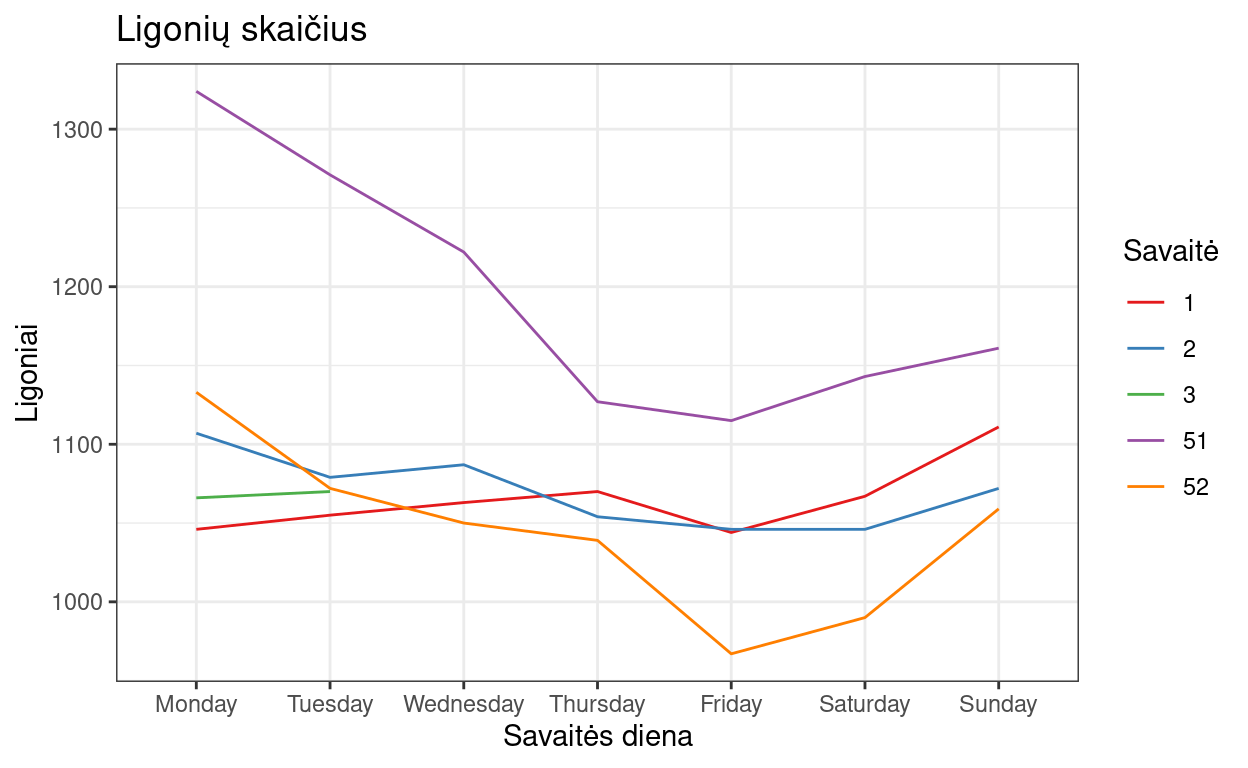 Ligonių skaičius
Ligoniai
1300
1200
1100
1000
Monday Tuesday Wednesday Thursday Friday Saturday Sunday
Savaitės diena
Savaitė
1
2
3
51
52